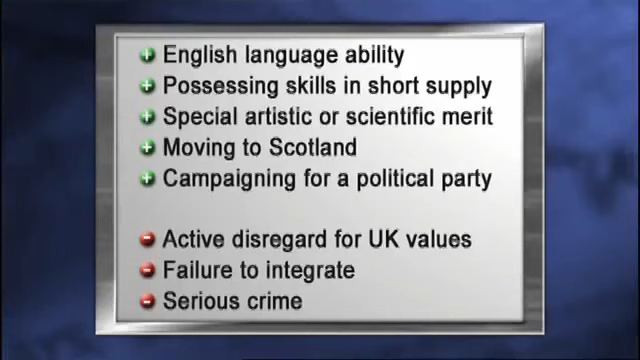 English language ability
Possessing skills in short supply
Special artistic or scientific merit
Moving to Scotland
Campaigning for a political party
Active disregard for UK values
Failure to integrate
Serious crime